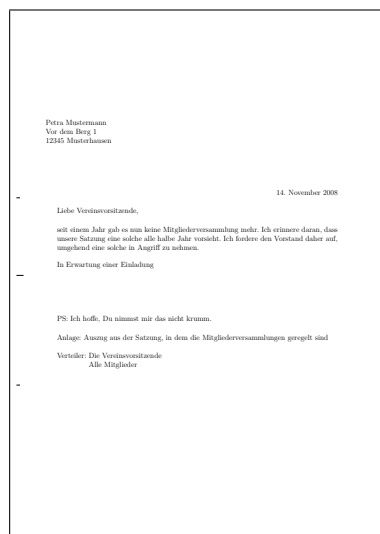 Petra Mustermann
Vor dem Berg 1
12345 Musterhausen
14. November 2008
Liebe Vereinsvorsitzende,
seit einem Jahr gab es nun keine Mitgliederversammlung mehr. Ich erinnere daran, dass
unsere Satzung eine solche alle halbe Jahr vorsieht. Ich fordere den Vorstand daher auf,
umgehend eine solche in Angriff zu nehmen.
In Erwartung einer Einladung
PS: Ich hoffe, Du nimmst mir das nicht krumm.
Anlage: Auszug aus der Satzung, in dem die Mitgliederversammlungen geregelt sind
Verteiler: Die Vereinsvorsitzende
Alle Mitglieder